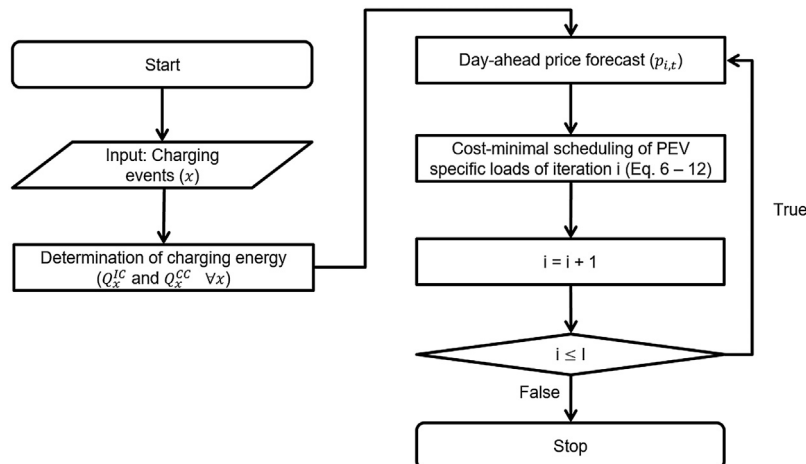 Start
Input: Charging
events (x)
Determination of charging energy
(Q_x^{IC} and Q_x^{CC} ∀x)
Day-ahead price forecast (p_{i,t})
Cost-minimal scheduling of PEV
specific loads of iteration i (Eq. 6 – 12)
i = i + 1
i ≤ I
True
False
Stop